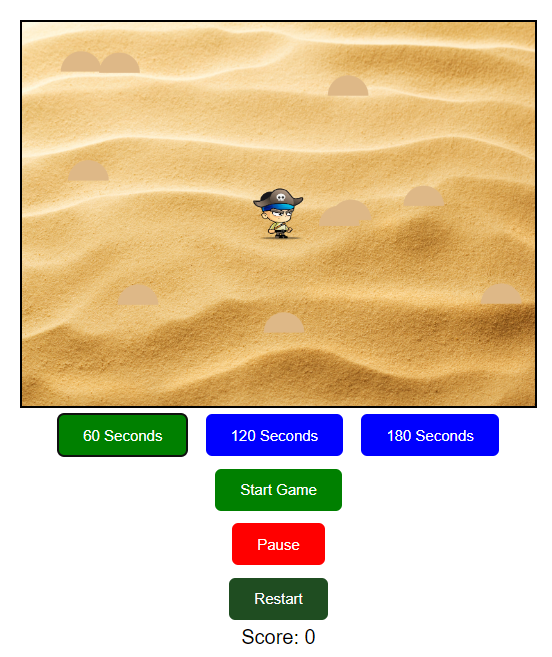 60 Seconds 120 Seconds 180 Seconds
Start Game
Pause
Restart
Score: 0